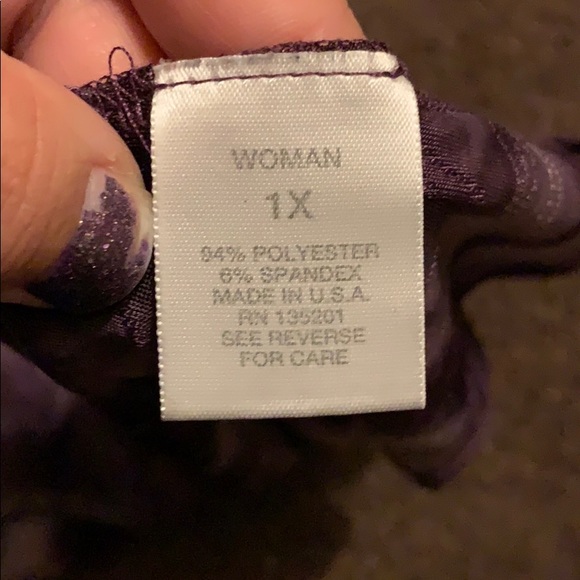 WOMAN
1X
94% POLYESTER
6% SPANDEX
MADE IN U.S.A.
RN 135201
SEE REVERSE
FOR CARE